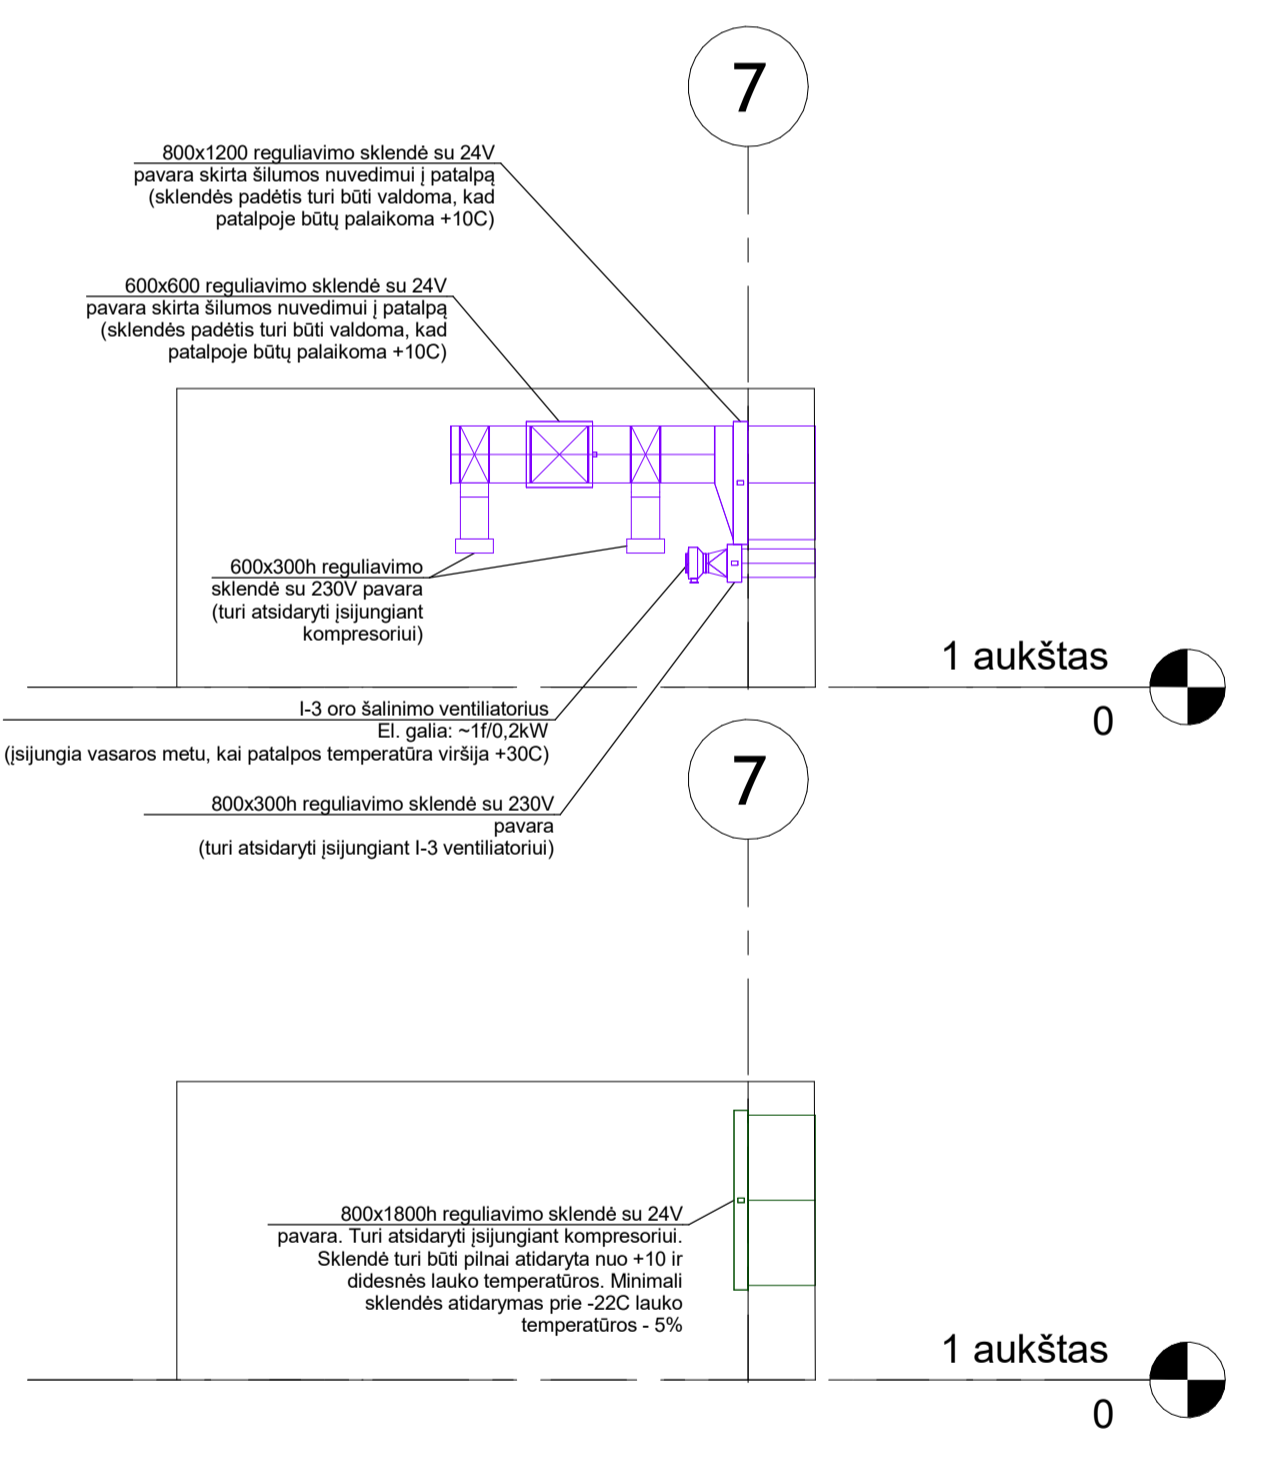 7
800x1200 reguliavimo sklendė su 24V
pavara skirta šilumos nuvedimui į patalpą
(sklendės padėtis turi būti valdoma, kad
patalpoje būtų palaikoma +10C)
600x600 reguliavimo sklendė su 24V
pavara skirta šilumos nuvedimui į patalpą
(sklendės padėtis turi būti valdoma, kad
patalpoje būtų palaikoma +10C)
600x300h reguliavimo
sklendė su 230V pavara
(turi atsidaryti įsijungiant
kompresoriui)
1 aukštas
0
I-3 oro šalinimo ventiliatorius
El. galia: ~1f/0,2kW
(įsijungia vasaros metu, kai patalpos temperatūra viršija +30C)
7
800x300h reguliavimo sklendė su 230V
pavara
(turi atsidaryti įsijungiant I-3 ventiliatoriui)
800x1800h reguliavimo sklendė su 24V
pavara. Turi atsidaryti įsijungiant kompresoriui.
Sklendė turi būti pilnai atidaryta nuo +10 ir
didesnės lauko temperatūros. Minimali
sklendės atidarymas prie -22C lauko
temperatūros - 5%
1 aukštas
0